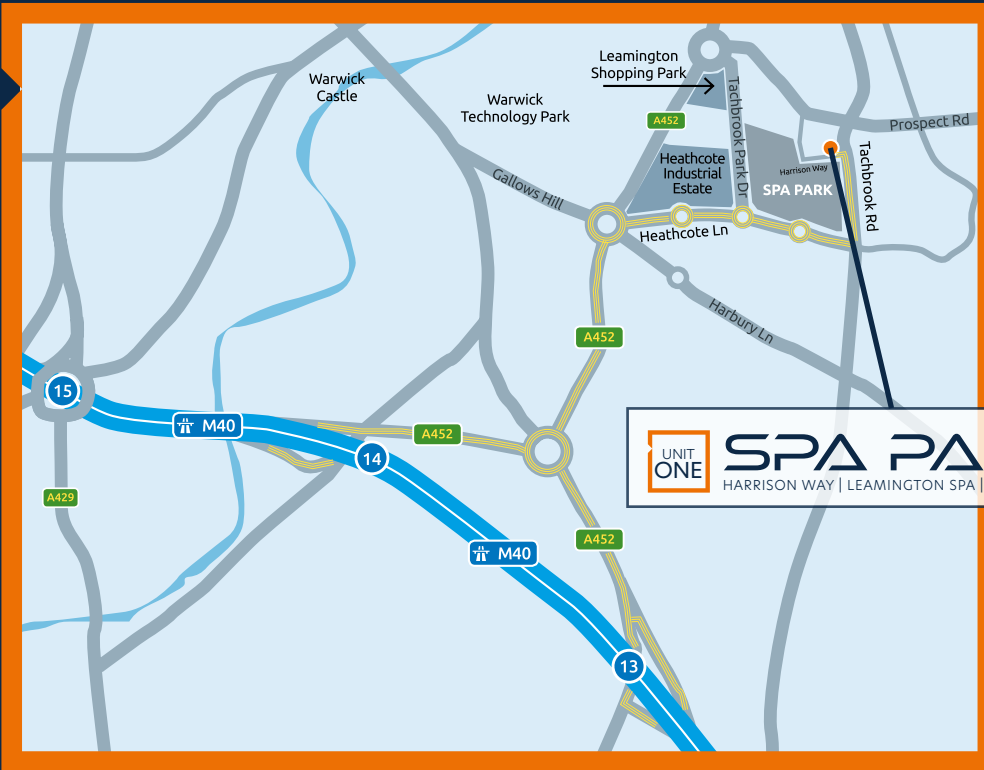 Leamington
Shopping Park
Warwick
Castle
Warwick
Technology Park
A452
Tachbrook Park Dr
Prospect Rd
Tachbrook Rd
Heathcote
Industrial
Estate
Harrison Way
SPA PARK
Gallows Hill
Heathcote Ln
Harbury Ln
A452
15
M40
A452
14
UNIT
ONE
SPA PA
HARRISON WAY | LEAMINGTON SPA |
A429
M40
A452
13